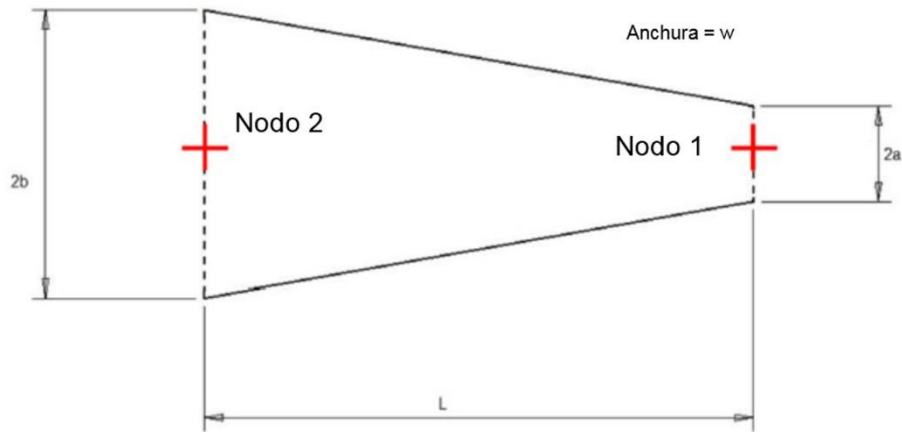 Anchura = w
Nodo 2
Nodo 1
2b
2a
L